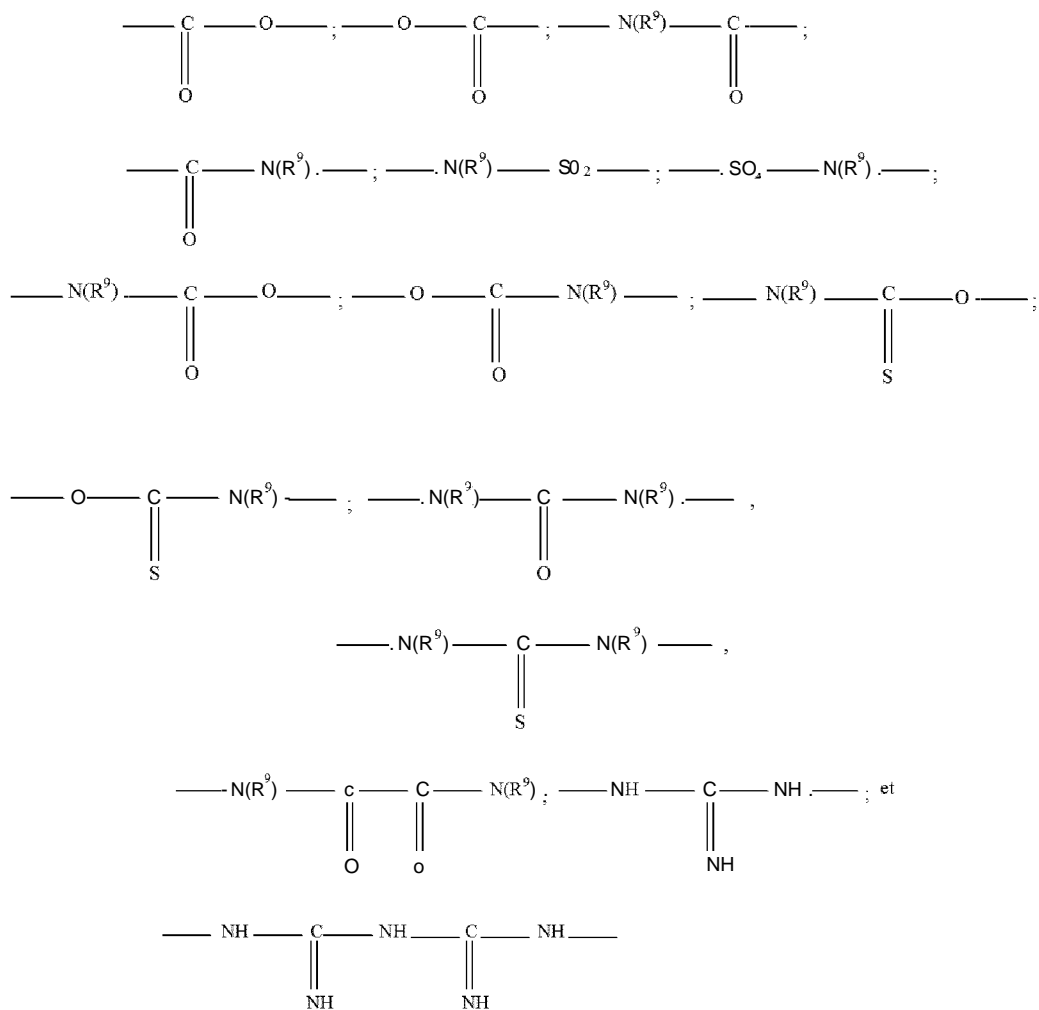 — C — O — ; — O — C — ; — N(R⁹) — C — ;
O O O
— C — N(R⁹) . — ; — . N(R⁹) — S0₂ — ; — . SO — N(R⁹) . — ;
O
— N(R⁹) — C — O — ; — O — C — N(R⁹) — ; — N(R⁹) — C — O — ;
O O S
— O — C — N(R⁹) - — ; — . N(R⁹) — C — N(R⁹) . — ,
S O
— . N(R⁹) — C — N(R⁹) — ,
S
— N(R⁹) — c — C — N(R⁹) ; — NH — C — NH . — ; et
O o NH
— NH — C — NH — C — NH —
NH NH